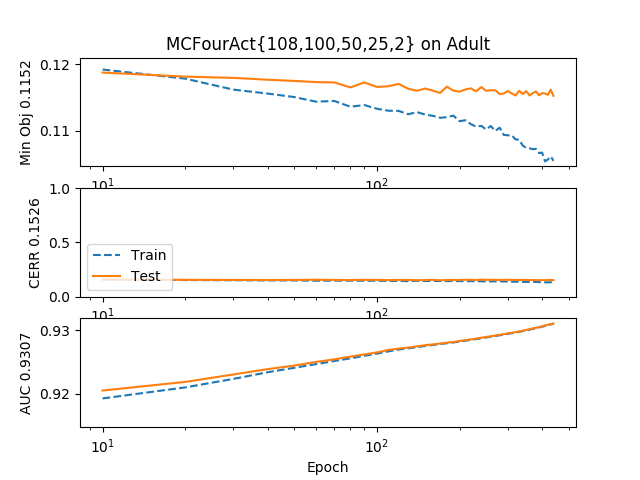 MCFourAct{108,100,50,25,2} on Adult
Min Obj 0.1152
0.12
0.11
10¹ 10²
CERR 0.1526
1.0
0.5
0.0
Train
Test
10¹ 10²
AUC 0.9307
0.93
0.92
10¹ 10²
Epoch